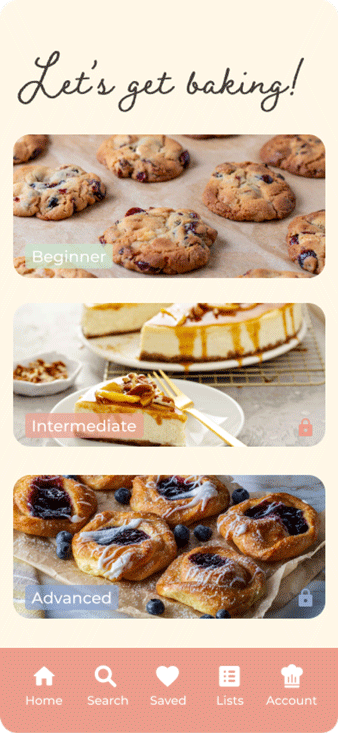 Let's get baking!
Beginner
Intermediate
Advanced
Home Search Saved Lists Account